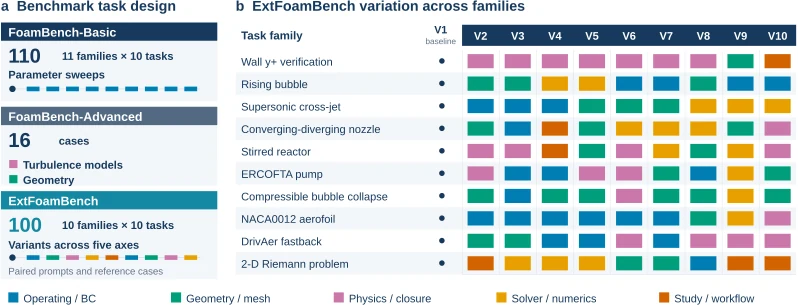 a Benchmark task design
FoamBench-Basic
110 11 families × 10 tasks
Parameter sweeps
FoamBench-Advanced
16 cases
Turbulence models
Geometry
ExtFoamBench
100 10 families × 10 tasks
Variants across five axes
Paired prompts and reference cases
b ExtFoamBench variation across families
Task family V1 baseline V2 V3 V4 V5 V6 V7 V8 V9 V10
Wall y+ verification
Rising bubble
Supersonic cross-jet
Converging-diverging nozzle
Stirred reactor
ERCOFTA pump
Compressible bubble collapse
NACA0012 aerofoil
DrivAer fastback
2-D Riemann problem
Operating / BC Geometry / mesh Physics / closure Solver / numerics Study / workflow